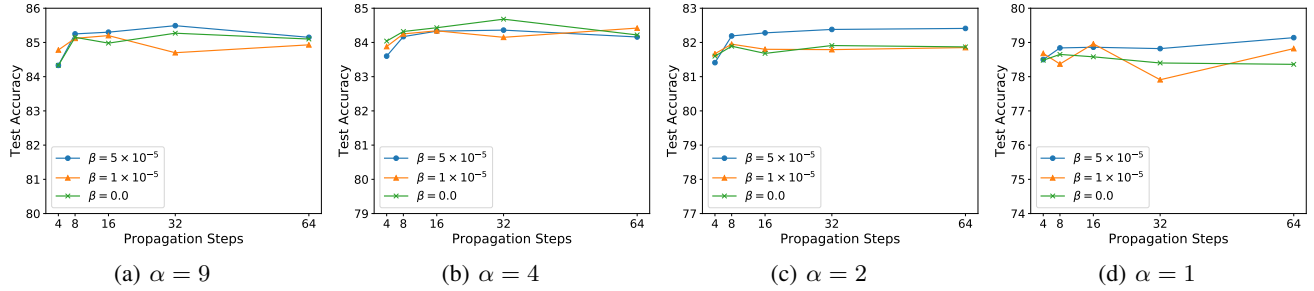 86
85
84
83
82
81
80
Test Accuracy
β = 5 × 10⁻⁵
β = 1 × 10⁻⁵
β = 0.0
4 8 16 32 64
Propagation Steps
(a) α = 9
85
84
83
82
81
80
79
Test Accuracy
β = 5 × 10⁻⁵
β = 1 × 10⁻⁵
β = 0.0
4 8 16 32 64
Propagation Steps
(b) α = 4
83
82
81
80
79
78
77
Test Accuracy
β = 5 × 10⁻⁵
β = 1 × 10⁻⁵
β = 0.0
4 8 16 32 64
Propagation Steps
(c) α = 2
80
79
78
77
76
75
74
Test Accuracy
β = 5 × 10⁻⁵
β = 1 × 10⁻⁵
β = 0.0
4 8 16 32 64
Propagation Steps
(d) α = 1